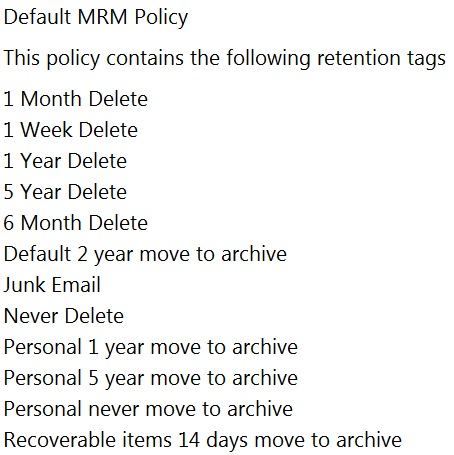 Default MRM Policy
This policy contains the following retention tags
1 Month Delete
1 Week Delete
1 Year Delete
5 Year Delete
6 Month Delete
Default 2 year move to archive
Junk Email
Never Delete
Personal 1 year move to archive
Personal 5 year move to archive
Personal never move to archive
Recoverable items 14 days move to archive